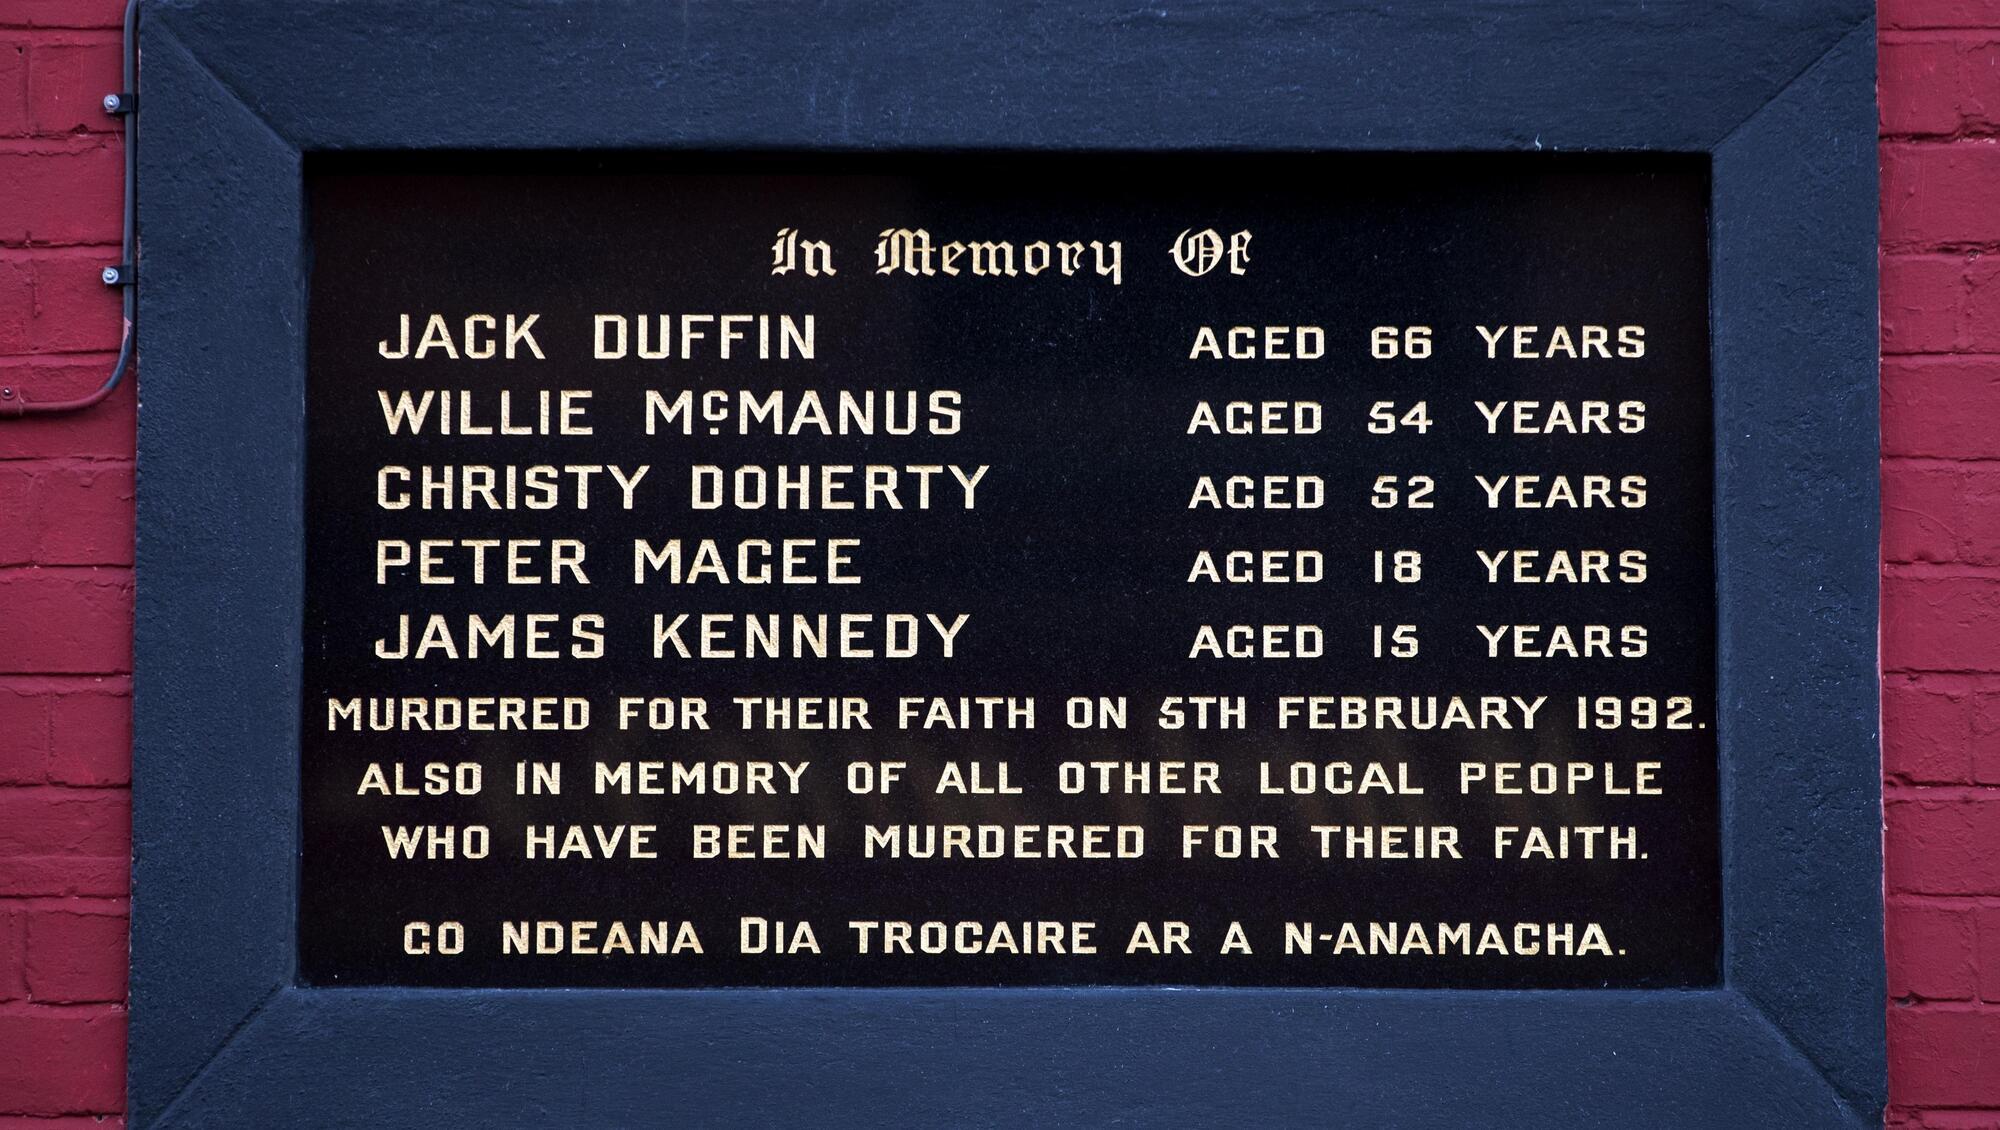 In Memory Of
JACK DUFFIN AGED 66 YEARS
WILLIE McMANUS AGED 54 YEARS
CHRISTY DOHERTY AGED 52 YEARS
PETER MAGEE AGED 18 YEARS
JAMES KENNEDY AGED 15 YEARS
MURDERED FOR THEIR FAITH ON 5TH FEBRUARY 1992.
ALSO IN MEMORY OF ALL OTHER LOCAL PEOPLE
WHO HAVE BEEN MURDERED FOR THEIR FAITH.
GO NDEANA DIA TROCAIRE AR A N-ANAMACHA.